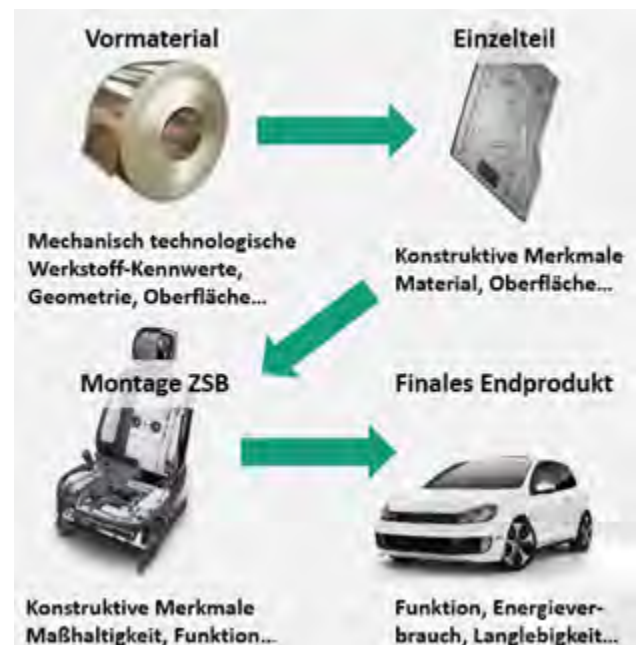 Vormaterial
Einzelteil
Mechanisch technologische
Werkstoff-Kennwerte,
Geometrie, Oberfläche...
Konstruktive Merkmale
Material, Oberfläche...
Montage ZSB
Finales Endprodukt
Konstruktive Merkmale
Maßhaltigkeit, Funktion...
Funktion, Energiever-
brauch, Langlebigkeit...